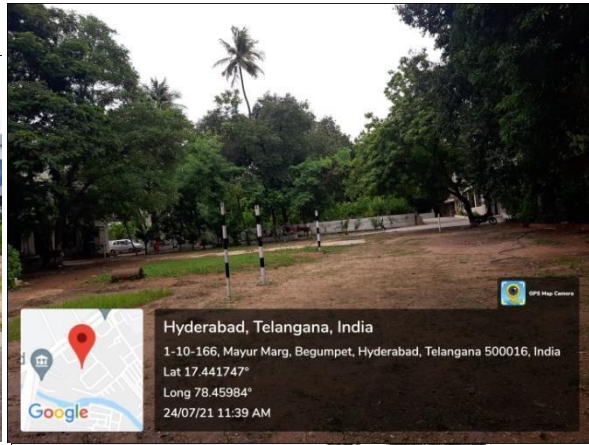 GPS Map Camera
Hyderabad, Telangana, India
1-10-166, Mayur Marg, Begumpet, Hyderabad, Telangana 500016, India
Lat 17.441747°
Long 78.45984°
24/07/21 11:39 AM
d
Google